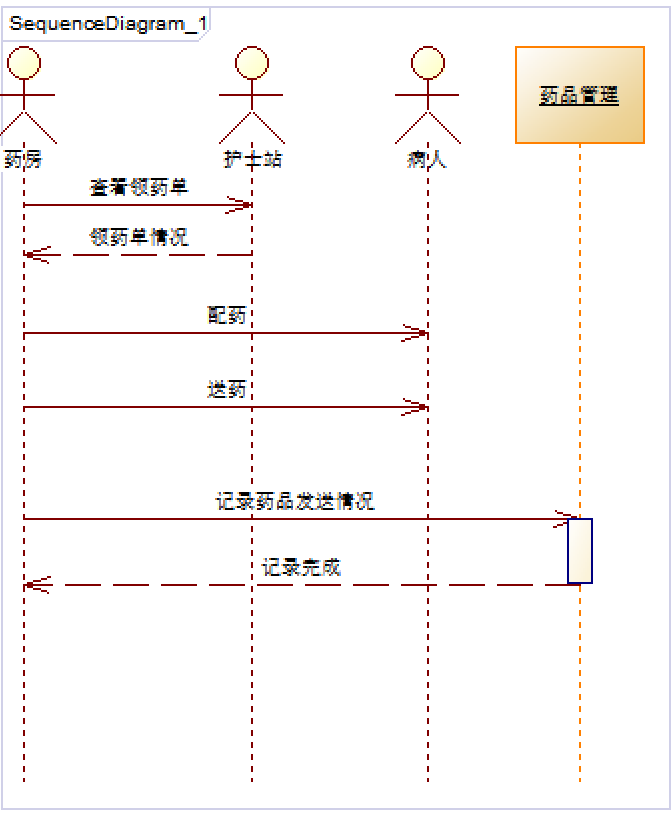 SequenceDiagram_1
药品管理
药房
护士站
病人
查看领药单
领药单情况
配药
送药
记录药品发送情况
记录完成